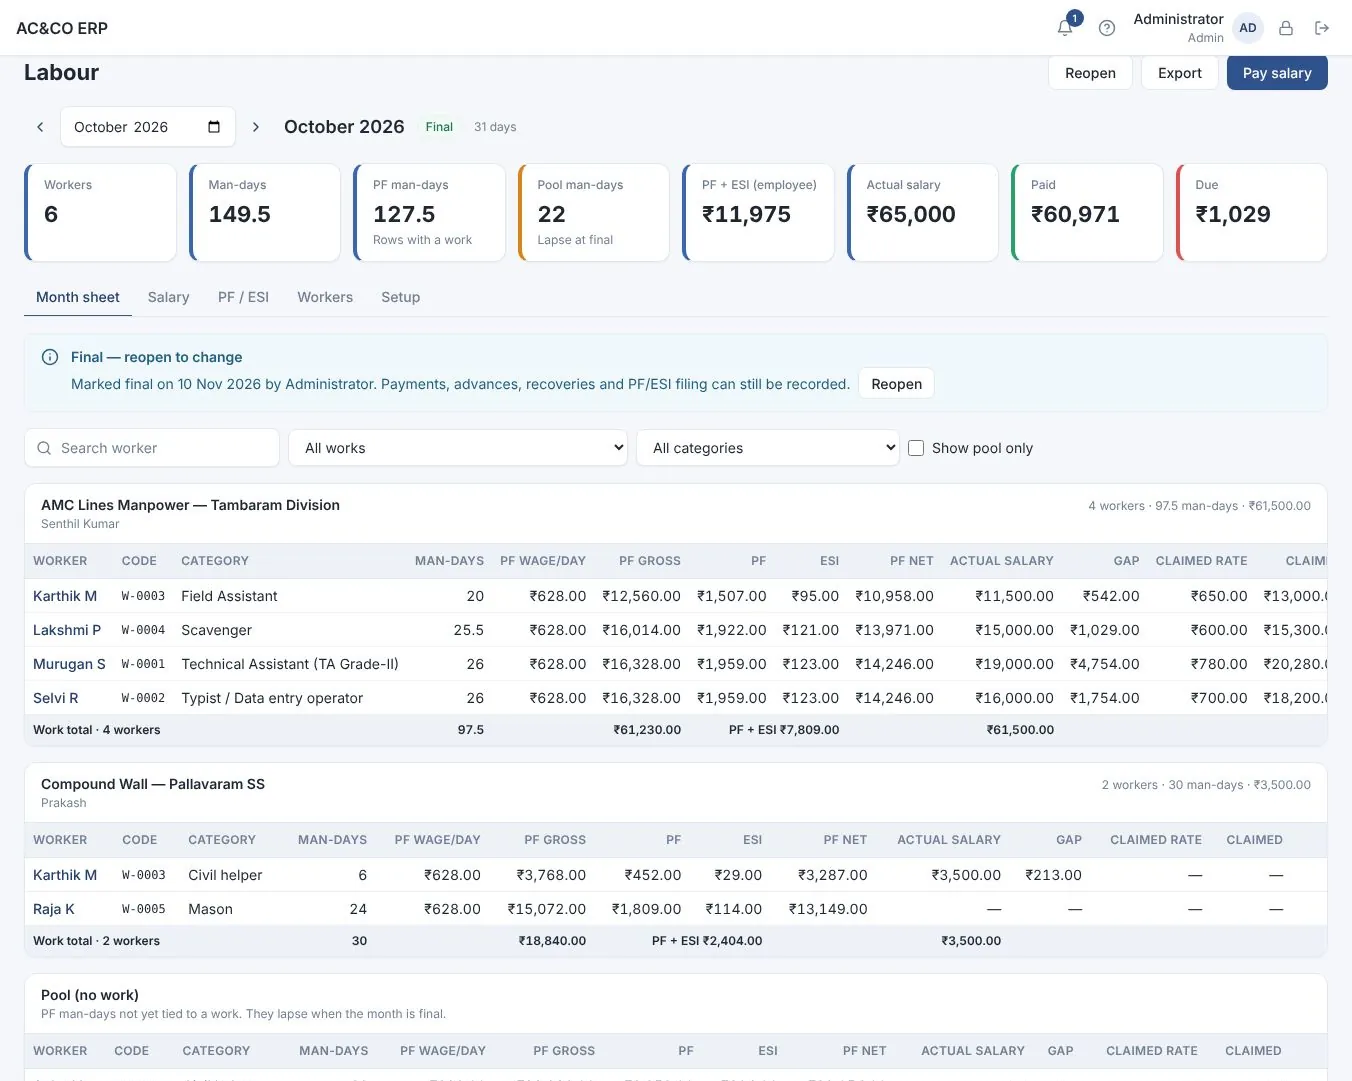 AC&CO ERP
1
Administrator
Admin
AD
Labour
Reopen
Export
Pay salary
October 2026
October 2026
Final
31 days
Workers
6
Man-days
149.5
PF man-days
127.5
Rows with a work
Pool man-days
22
Lapse at final
PF + ESI (employee)
₹11,975
Actual salary
₹65,000
Paid
₹60,971
Due
₹1,029
Month sheet
Salary
PF / ESI
Workers
Setup
Final — reopen to change
Marked final on 10 Nov 2026 by Administrator. Payments, advances, recoveries and PF/ESI filing can still be recorded.
Reopen
Search worker
All works
All categories
Show pool only
AMC Lines Manpower — Tambaram Division
Senthil Kumar
4 workers · 97.5 man-days · ₹61,500.00
WORKER CODE CATEGORY MAN-DAYS PF WAGE/DAY PF GROSS PF ESI PF NET ACTUAL SALARY GAP CLAIMED RATE CLAIM
Karthik M W-0003 Field Assistant 20 ₹628.00 ₹12,560.00 ₹1,507.00 ₹95.00 ₹10,958.00 ₹11,500.00 ₹542.00 ₹650.00 ₹13,000.0
Lakshmi P W-0004 Scavenger 25.5 ₹628.00 ₹16,014.00 ₹1,922.00 ₹121.00 ₹13,971.00 ₹15,000.00 ₹1,029.00 ₹600.00 ₹15,300.0
Murugan S W-0001 Technical Assistant (TA Grade-II) 26 ₹628.00 ₹16,328.00 ₹1,959.00 ₹123.00 ₹14,246.00 ₹19,000.00 ₹4,754.00 ₹780.00 ₹20,280.0
Selvi R W-0002 Typist / Data entry operator 26 ₹628.00 ₹16,328.00 ₹1,959.00 ₹123.00 ₹14,246.00 ₹16,000.00 ₹1,754.00 ₹700.00 ₹18,200.0
Work total · 4 workers 97.5 ₹61,230.00 PF + ESI ₹7,809.00 ₹61,500.00
Compound Wall — Pallavaram SS
Prakash
2 workers · 30 man-days · ₹3,500.00
WORKER CODE CATEGORY MAN-DAYS PF WAGE/DAY PF GROSS PF ESI PF NET ACTUAL SALARY GAP CLAIMED RATE CLAIMED
Karthik M W-0003 Civil helper 6 ₹628.00 ₹3,768.00 ₹452.00 ₹29.00 ₹3,287.00 ₹3,500.00 ₹213.00 — —
Raja K W-0005 Mason 24 ₹628.00 ₹15,072.00 ₹1,809.00 ₹114.00 ₹13,149.00 — — — —
Work total · 2 workers 30 ₹18,840.00 PF + ESI ₹2,404.00 ₹3,500.00
Pool (no work)
PF man-days not yet tied to a work. They lapse when the month is final.
WORKER CODE CATEGORY MAN-DAYS PF WAGE/DAY PF GROSS PF ESI PF NET ACTUAL SALARY GAP CLAIMED RATE CLAIMED